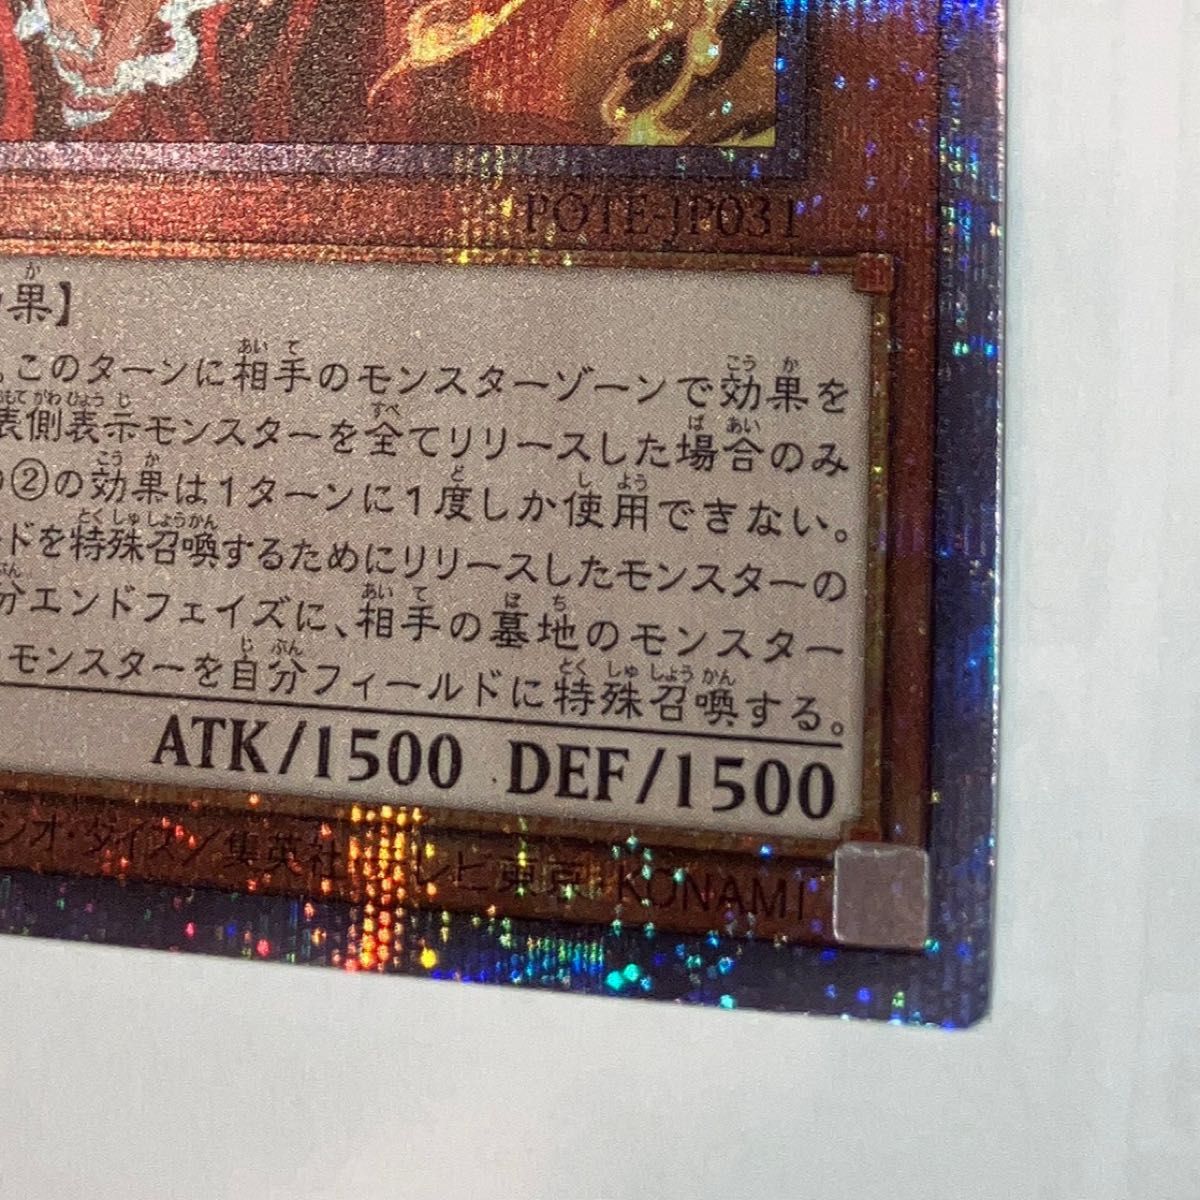 POTE-JP031
果】
、このターンに相手のモンスターゾーンで効果を
表側表示モンスターを全てリリースした場合のみ
②の効果は1ターンに1度しか使用できない。
ルドを特殊召喚するためにリリースしたモンスターの
分エンドフェイズに、相手の墓地のモンスター
モンスターを自分フィールドに特殊召喚する。
ATK/1500 DEF/1500
ジオ・ダイス/集英社・テレビ東京・KONAMI